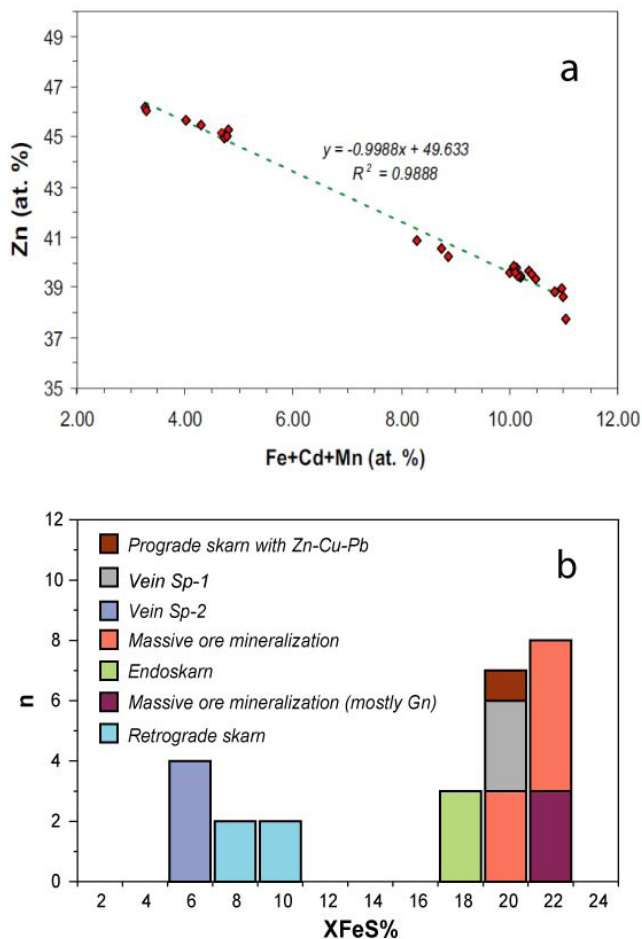 a
49
47
45
43
41
39
37
35
Zn (at. %)
y = -0.9988x + 49.633
R² = 0.9888
2.00 4.00 6.00 8.00 10.00 12.00
Fe+Cd+Mn (at. %)
b
12
10
8
6
4
2
0
n
Prograde skarn with Zn-Cu-Pb
Vein Sp-1
Vein Sp-2
Massive ore mineralization
Endoskarn
Massive ore mineralization (mostly Gn)
Retrograde skarn
2 4 6 8 10 12 14 16 18 20 22 24
XFeS%